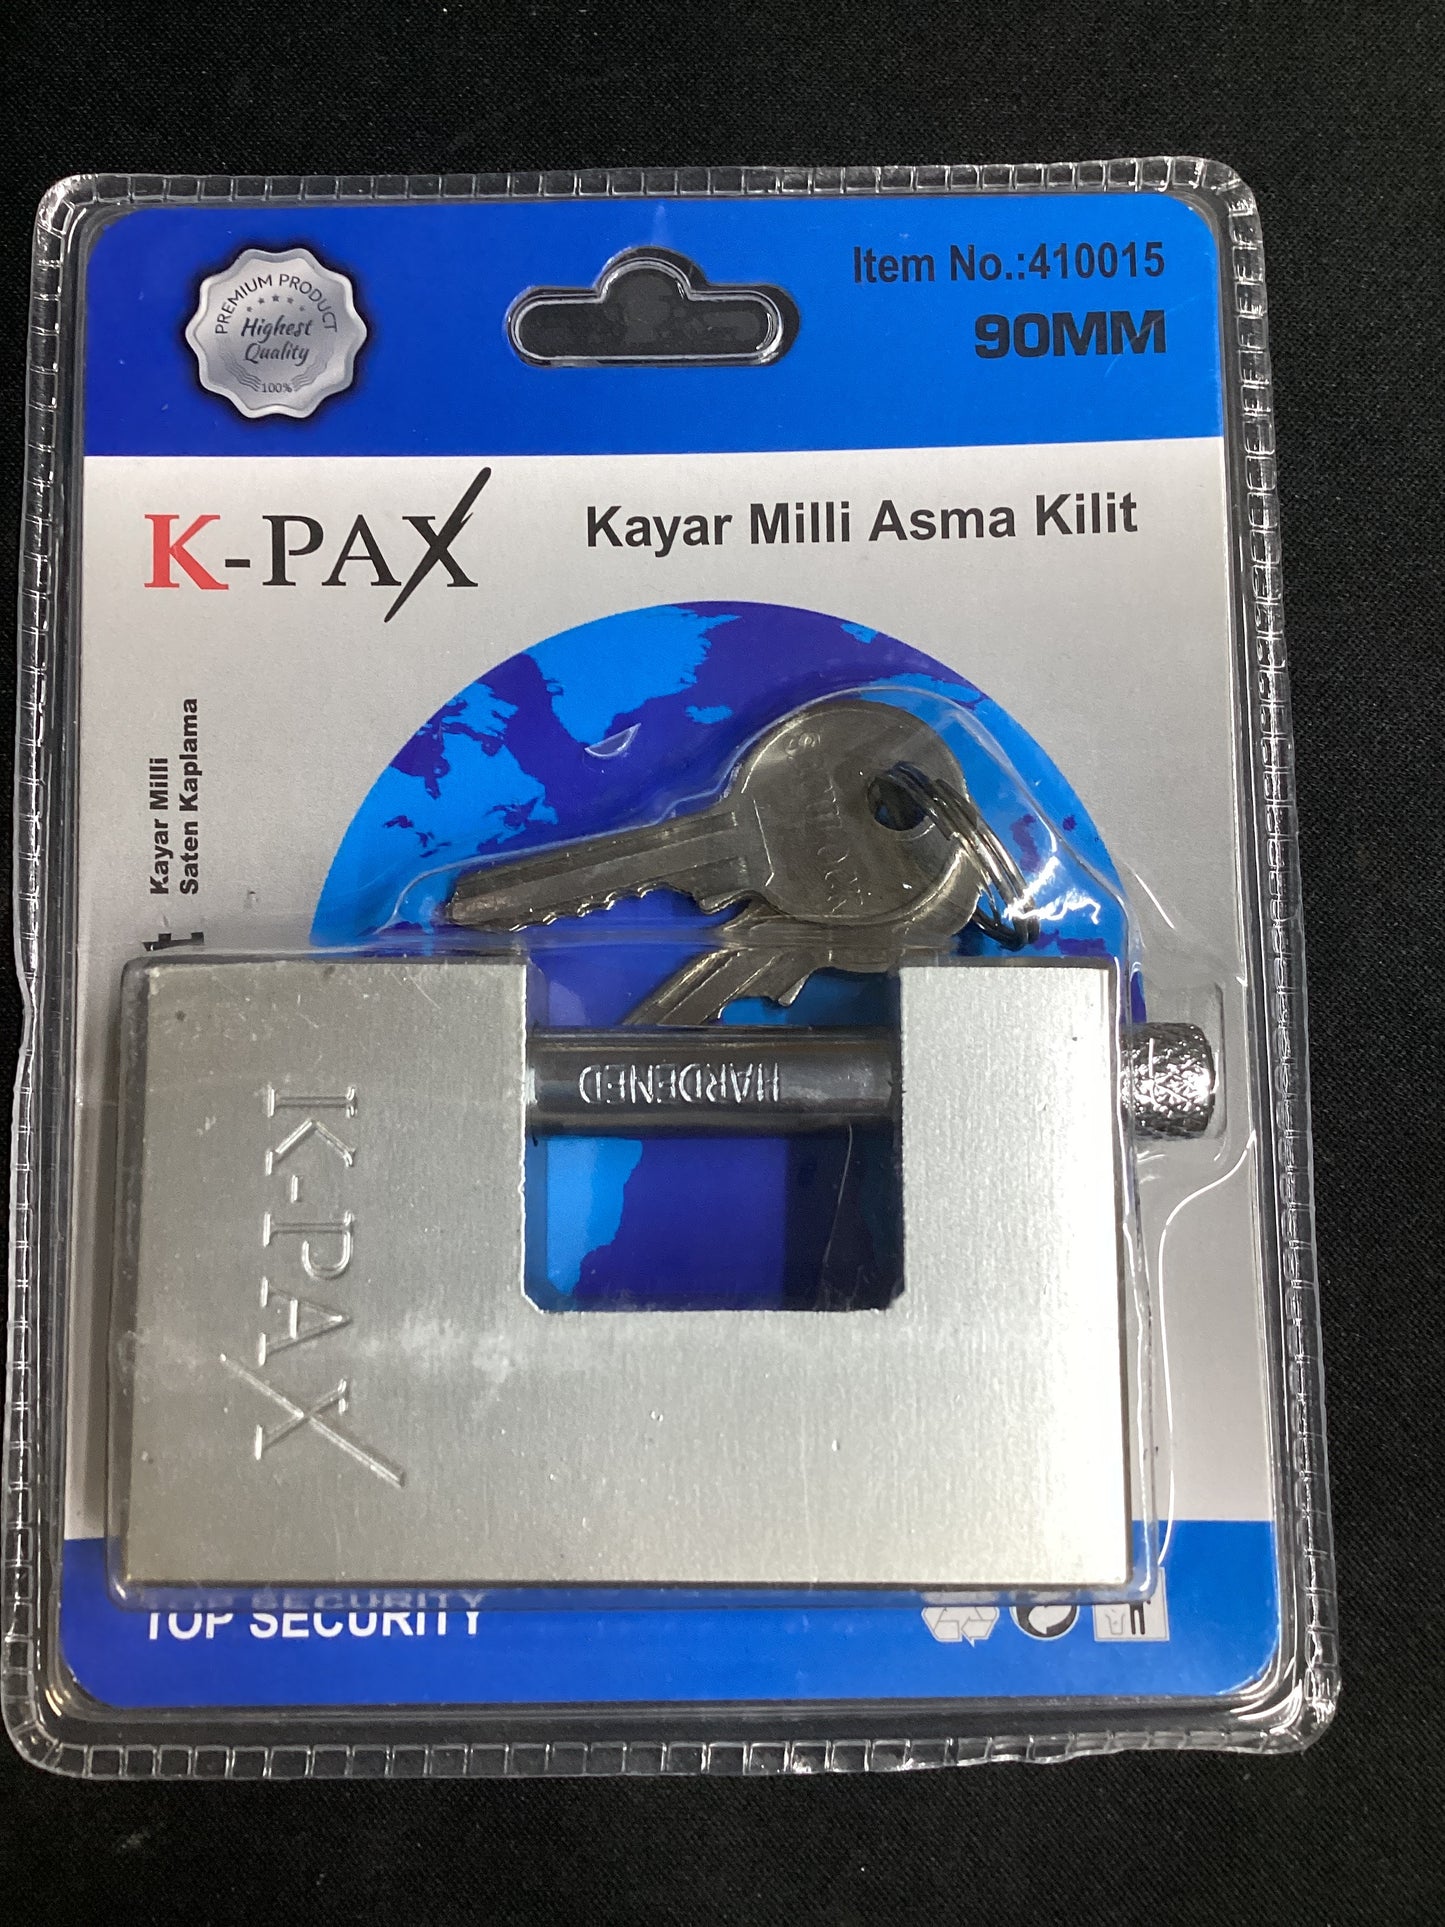 PREMIUM PRODUCT
Highest
Quality
100%
Item No.:410015
90MM
K-PAX
Kayar Milli Asma Kilit
Kayar Milli
Saten Kaplama
HARDENED
K-PAX
TOP SECURITY